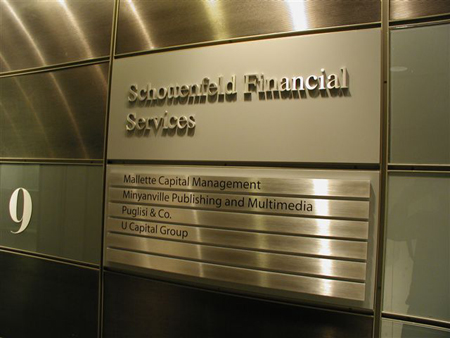 Schonfeld Financial
Services
Mallette Capital Management
Minyanville Publishing and Multimedia
Puglisi & Co.
U Capital Group
9